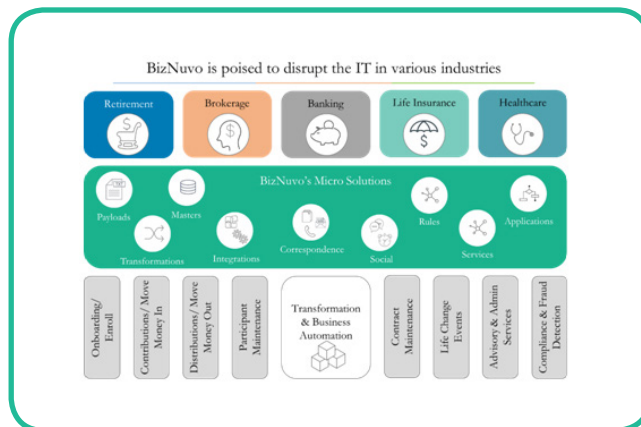 BizNuvo is poised to disrupt the IT in various industries
Retirement
Brokerage
Banking
Life Insurance
Healthcare
BizNuvo's Micro Solutions
Payloads
Masters
Transformations
Integrations
Correspondence
Social
Rules
Services
Applications
Onboarding/
Enroll
Contributions/ Move
Money In
Distributions/ Move
Money Out
Participant
Maintenance
Transformation
& Business
Automation
Contract
Maintenance
Life Change
Events
Advisory & Admin
Services
Compliance & Fraud
Detection